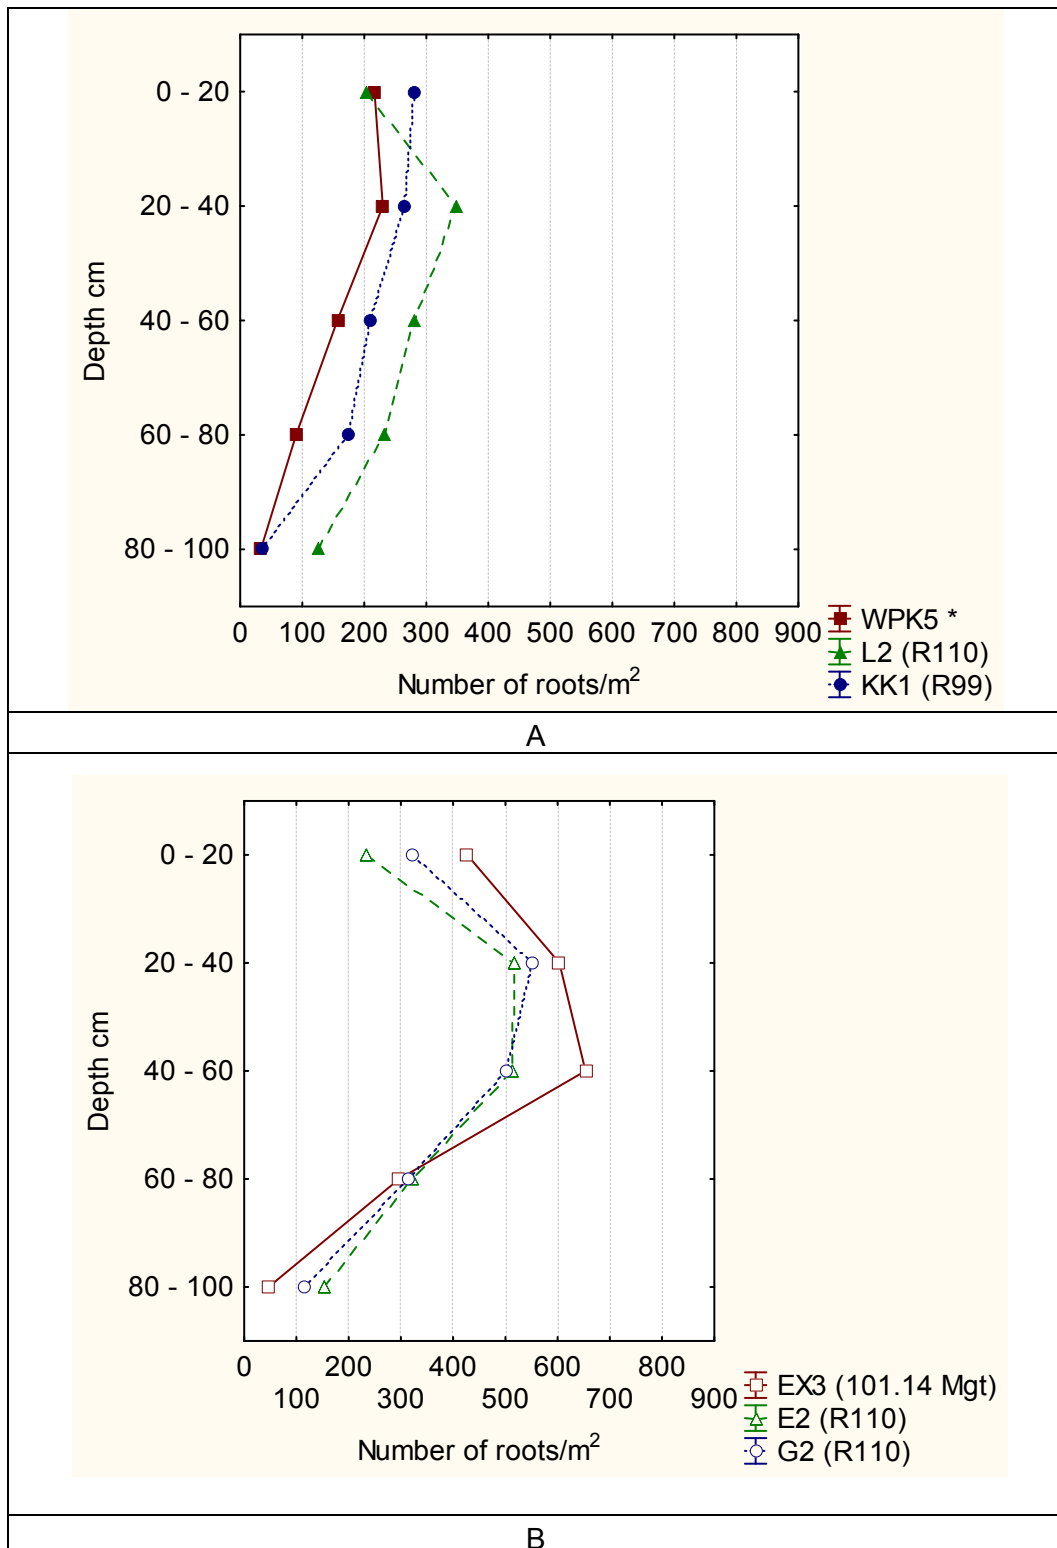 0 - 20
20 - 40
40 - 60
60 - 80
80 - 100
Depth cm
0 100 200 300 400 500 600 700 800 900
Number of roots/m²
WPK5 *
L2 (R110)
KK1 (R99)
A
0 - 20
20 - 40
40 - 60
60 - 80
80 - 100
Depth cm
0 200 400 600 800
100 300 500 700 900
Number of roots/m²
EX3 (101.14 Mgt)
E2 (R110)
G2 (R110)
B